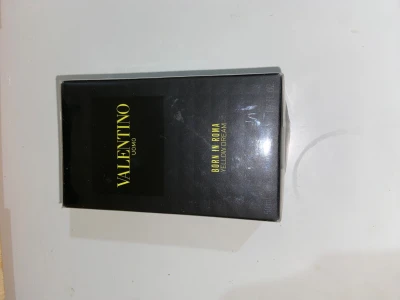 VALENTINO
UOMO
BORN IN ROMA
YELLOW DREAM